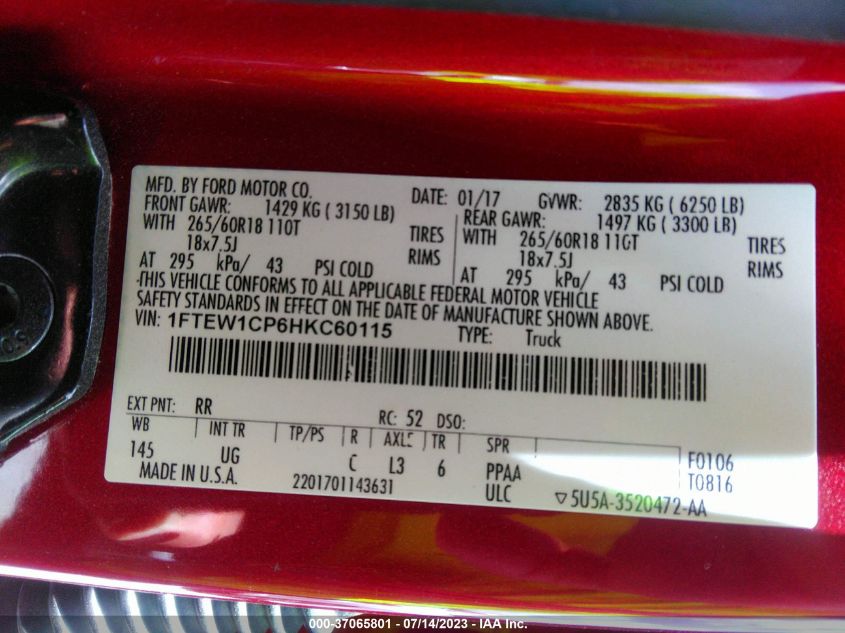 MFD. BY FORD MOTOR CO. DATE: 01/17 GVWR: 2835 KG ( 6250 LB)
FRONT GAWR: 1429 KG ( 3150 LB) REAR GAWR: 1497 KG ( 3300 LB)
WITH 265/60R18 110T TIRES WITH 265/60R18 110T TIRES
18x7.5J RIMS 18x7.5J RIMS
AT 295 kPa/ 43 PSI COLD AT 295 kPa/ 43 PSI COLD
THIS VEHICLE CONFORMS TO ALL APPLICABLE FEDERAL MOTOR VEHICLE
SAFETY STANDARDS IN EFFECT ON THE DATE OF MANUFACTURE SHOWN ABOVE.
VIN: 1FTEW1CP6HKC60115 TYPE: Truck
EXT PNT: RR RC: 52 DSO:
WB INT TR TP/PS R AXLE TR SPR
145 UG C L3 6 PPAA F0106
MADE IN U.S.A. 2201701143631 ULC T0816
▽5U5A-3520472-AA
000-37065801 - 07/14/2023 - IAA Inc.